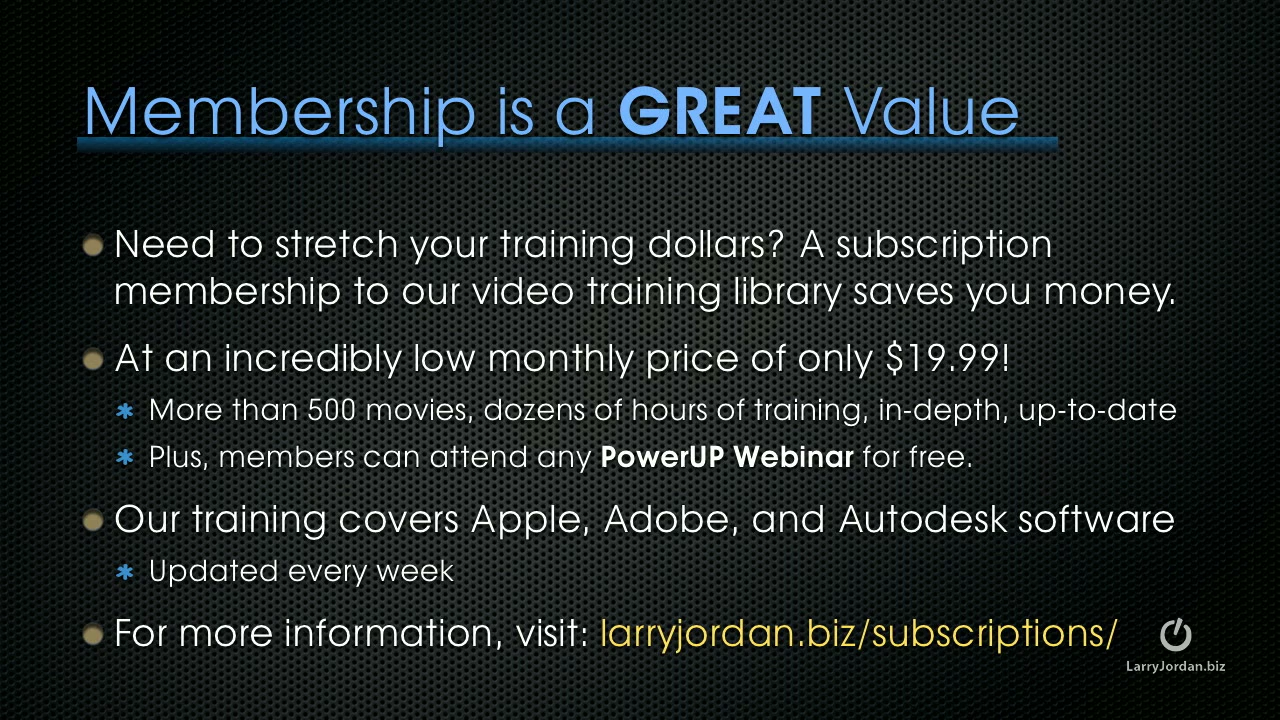 Membership is a GREAT Value
Need to stretch your training dollars? A subscription
membership to our video training library saves you money.
At an incredibly low monthly price of only $19.99!
More than 500 movies, dozens of hours of training, in-depth, up-to-date
Plus, members can attend any PowerUP Webinar for free.
Our training covers Apple, Adobe, and Autodesk software
Updated every week
For more information, visit: larryjordan.biz/subscriptions/
LarryJordan.biz